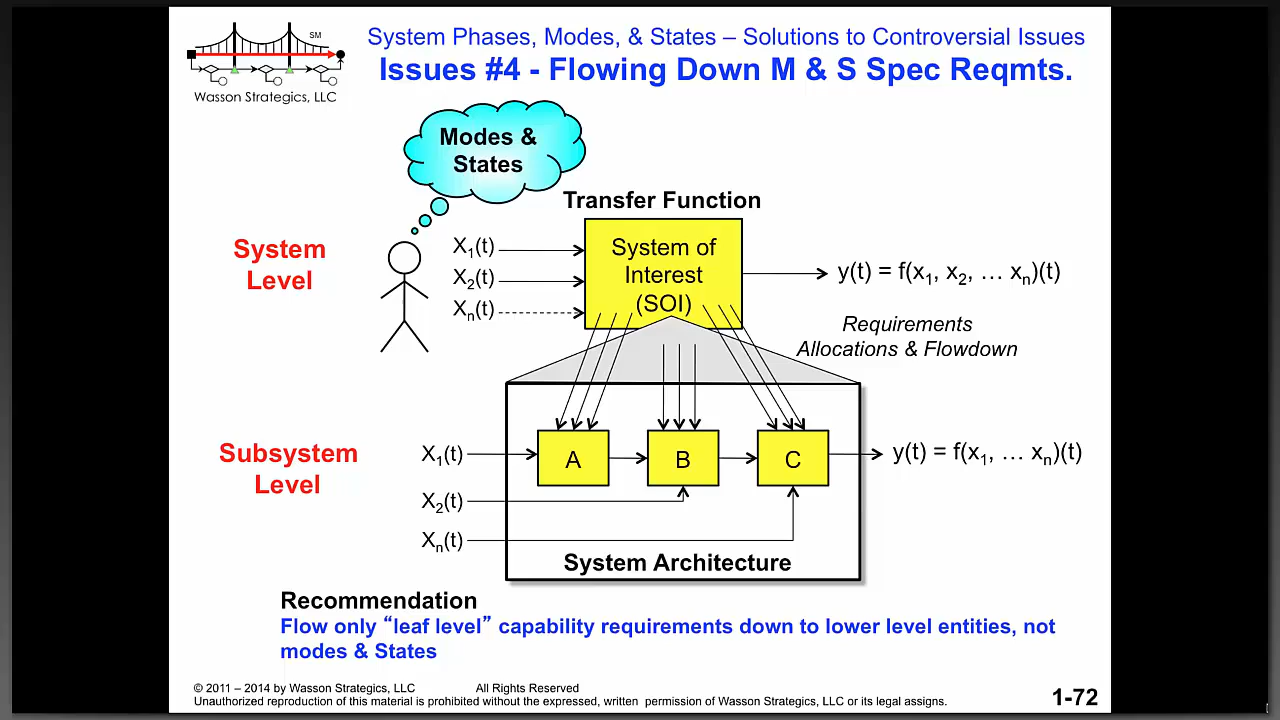 SM
Wasson Strategics, LLC
System Phases, Modes, & States – Solutions to Controversial Issues
Issues #4 - Flowing Down M & S Spec Reqmts.
Modes &
States
Transfer Function
System
Level
X1(t)
X2(t)
Xn(t)
System of
Interest
(SOI)
y(t) = f(x1, x2, … xn)(t)
Requirements
Allocations & Flowdown
Subsystem
Level
X1(t)
X2(t)
Xn(t)
A
B
C
y(t) = f(x1, … xn)(t)
System Architecture
Recommendation
Flow only “leaf level” capability requirements down to lower level entities, not
modes & States
© 2011 – 2014 by Wasson Strategics, LLC All Rights Reserved
Unauthorized reproduction of this material is prohibited without the expressed, written permission of Wasson Strategics, LLC or its legal assigns.
1-72